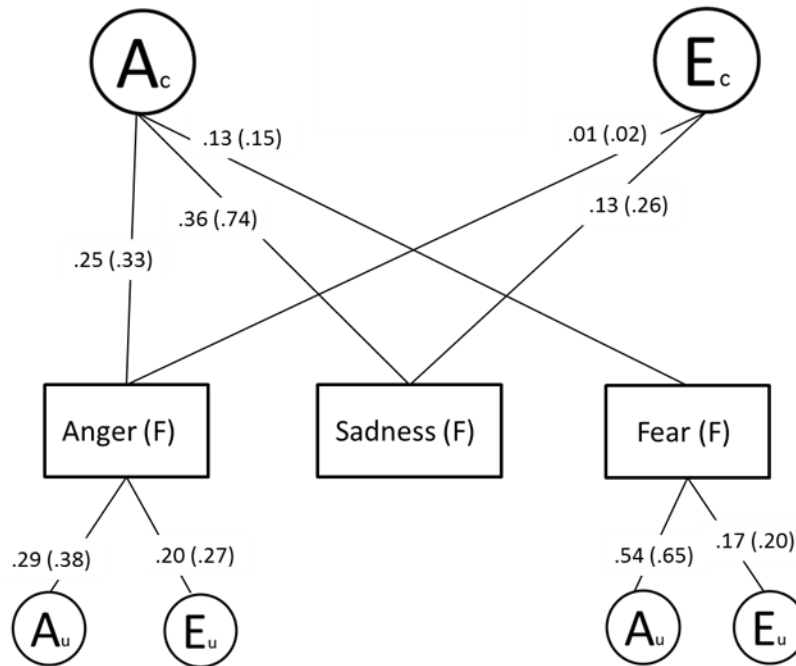 Ac Ec
.13 (.15) .01 (.02)
.36 (.74) .13 (.26)
.25 (.33)
Anger (F) Sadness (F) Fear (F)
.29 (.38) .20 (.27) .54 (.65) .17 (.20)
Au Eu Au Eu